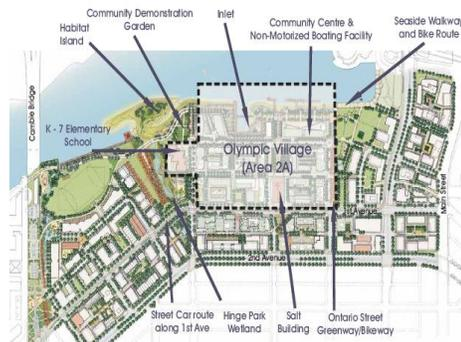 Habitat
Island
Community Demonstration
Garden
Inlet
Community Centre &
Non-Motorized Boating Facility
Seaside Walkway
and Bike Route
Cambie Bridge
K - 7 Elementary
School
Olympic Village
(Area 2A)
1st Avenue
Main Street
2nd Avenue
Street Car route
along 1st Ave
Hinge Park
Wetland
Salt
Building
Ontario Street
Greenway/Bikeway